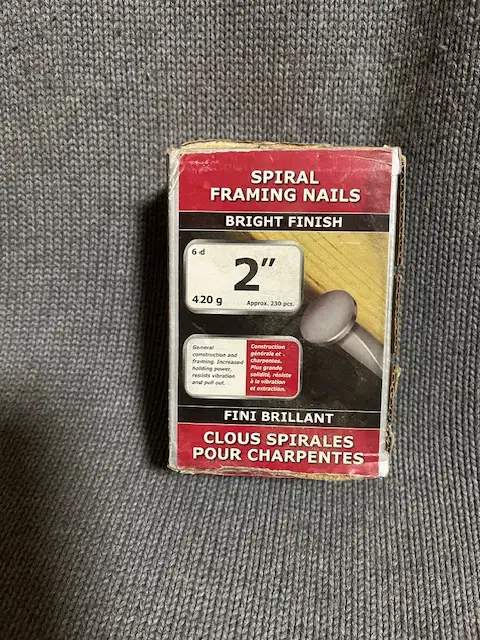 SPIRAL
FRAMING NAILS
BRIGHT FINISH
6 d
2”
420 g
Approx. 230 pcs.
General
construction and
framing. Increased
holding power,
resists vibration
and pull out.
Construction
générale et
charpentes.
Plus grande
solidité, résiste
à la vibration
et extraction.
FINI BRILLANT
CLOUS SPIRALES
POUR CHARPENTES